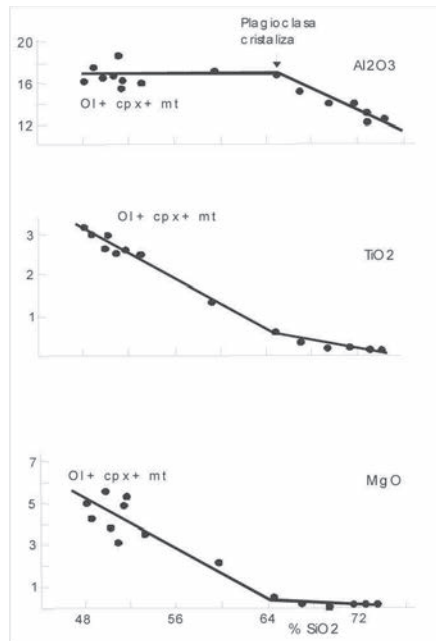 Plagioclasa
cristaliza
20
Al2O3
16
Ol + cpx + mt
12
Ol + cpx + mt
3
TiO2
2
1
7
Ol + cpx + mt
MgO
5
3
1
48 56 64 72
% SiO2